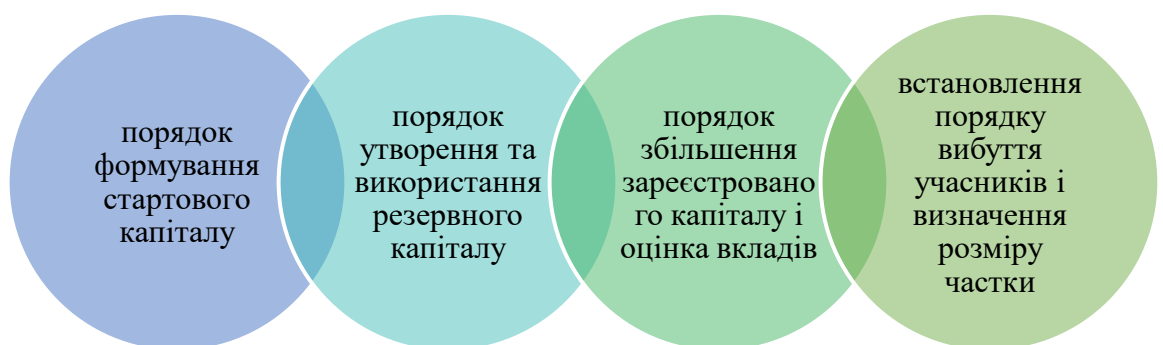 порядок
формування
стартового
капіталу
порядок
утворення та
використання
резервного
капіталу
порядок
збільшення
зареєстровано
го капіталу і
оцінка вкладів
встановлення
порядку
вибуття
учасників і
визначення
розміру
частки